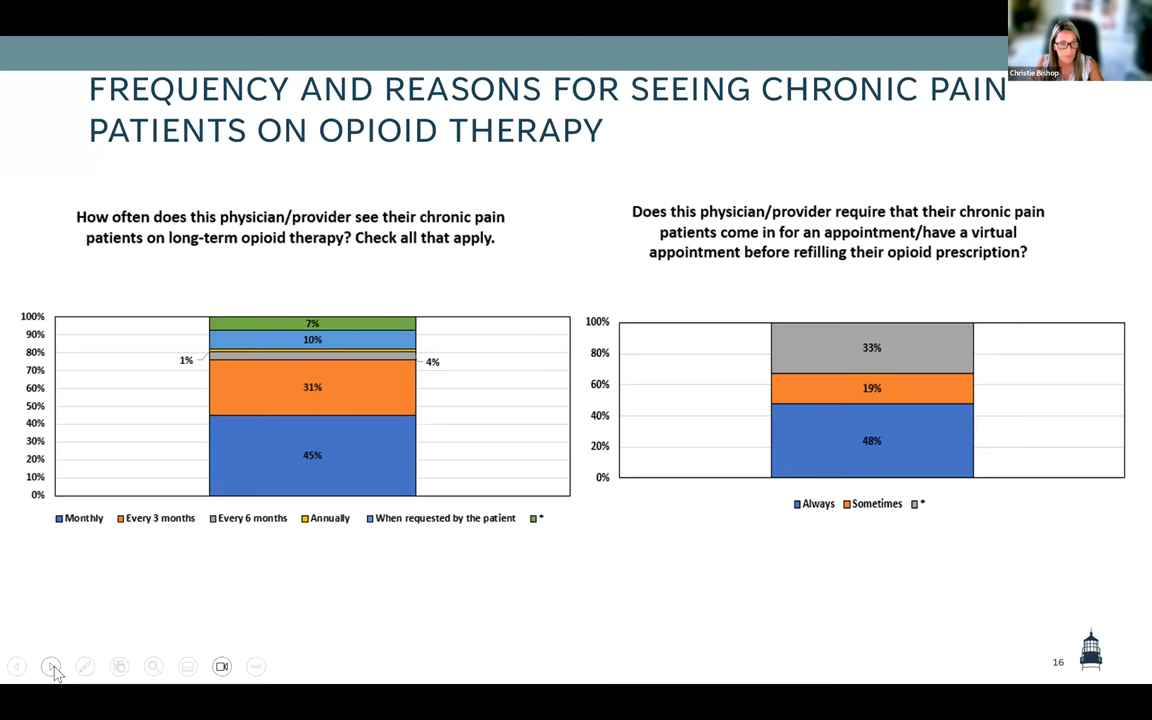 Christie Bishop
FREQUENCY AND REASONS FOR SEEING CHRONIC PAIN
PATIENTS ON OPIOID THERAPY
How often does this physician/provider see their chronic pain
patients on long-term opioid therapy? Check all that apply.
100%
90%
80%
70%
60%
50%
40%
30%
20%
10%
0%
7%
10%
1%
4%
31%
45%
Monthly Every 3 months Every 6 months Annually When requested by the patient *
Does this physician/provider require that their chronic pain
patients come in for an appointment/have a virtual
appointment before refilling their opioid prescription?
100%
80%
60%
40%
20%
0%
33%
19%
48%
Always Sometimes *
16